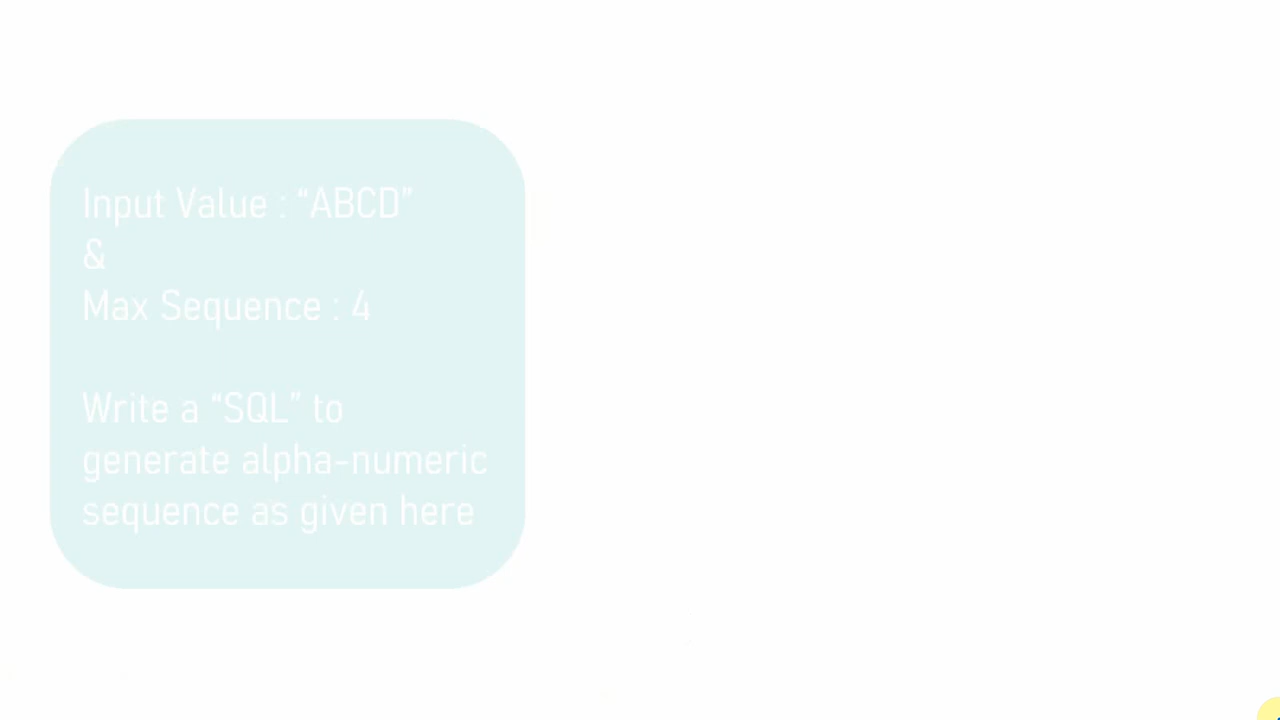 Input Value : “ABCD”
&
Max Sequence : 4
Write a “SQL” to
generate alpha-numeric
sequence as given here